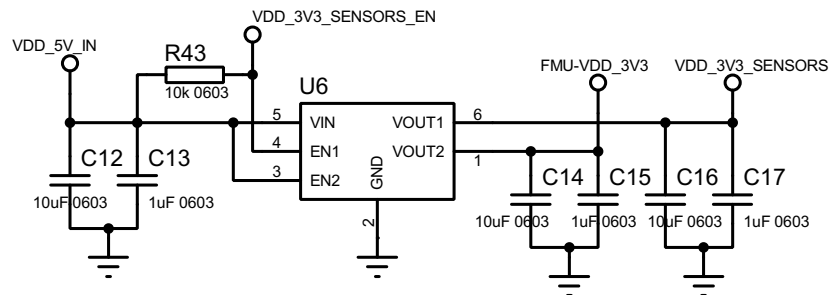 VDD_3V3_SENSORS_EN
VDD_5V_IN
R43
10k 0603
FMU-VDD_3V3
VDD_3V3_SENSORS
U6
5
VIN
VOUT1
6
4
EN1
VOUT2
1
3
EN2
GND
2
C12
C13
10uF 0603
1uF 0603
C14
C15
C16
C17
10uF 0603
1uF 0603
10uF 0603
1uF 0603